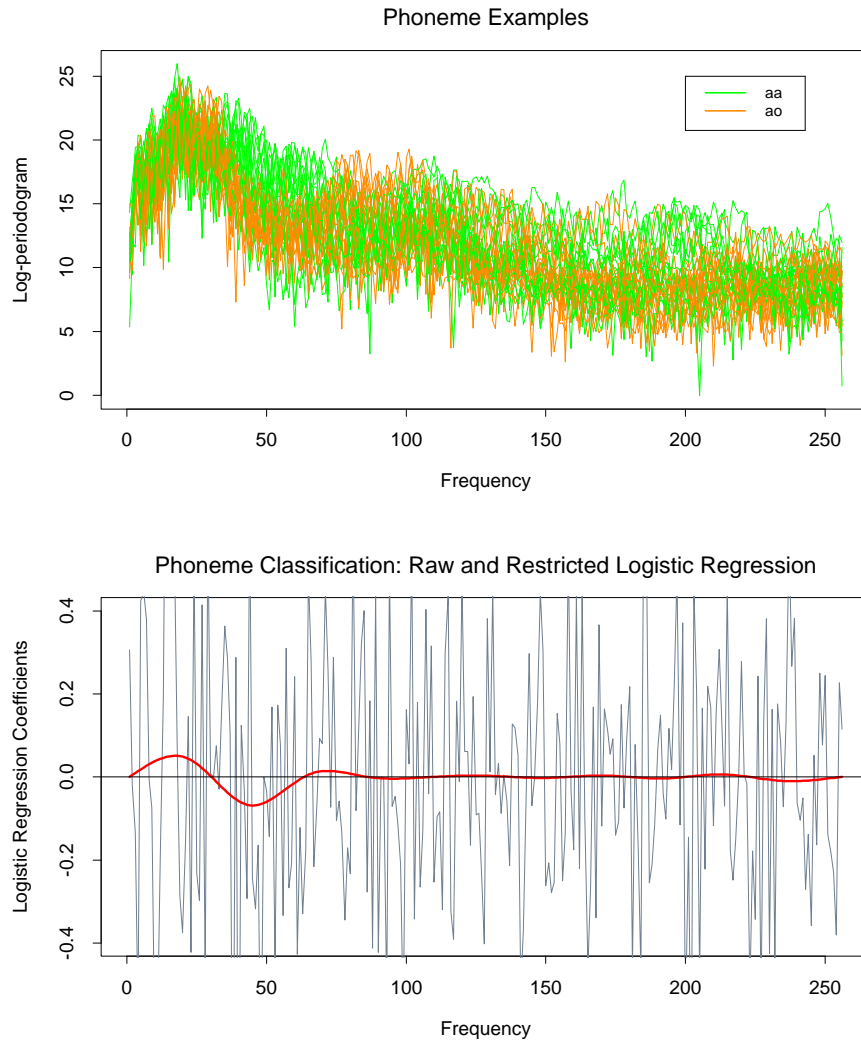 Phoneme Examples
25
20
15
10
5
0
Log-periodogram
aa
ao
0 50 100 150 200 250
Frequency
Phoneme Classification: Raw and Restricted Logistic Regression
0.4
0.2
0.0
-0.2
-0.4
Logistic Regression Coefficients
0 50 100 150 200 250
Frequency